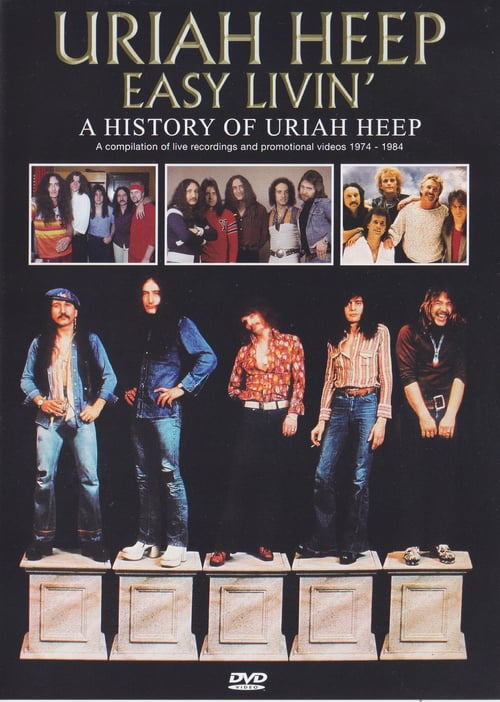 URIAH HEEP
EASY LIVIN'
A HISTORY OF URIAH HEEP
A compilation of live recordings and promotional videos 1974 - 1984
DVD
VIDEO